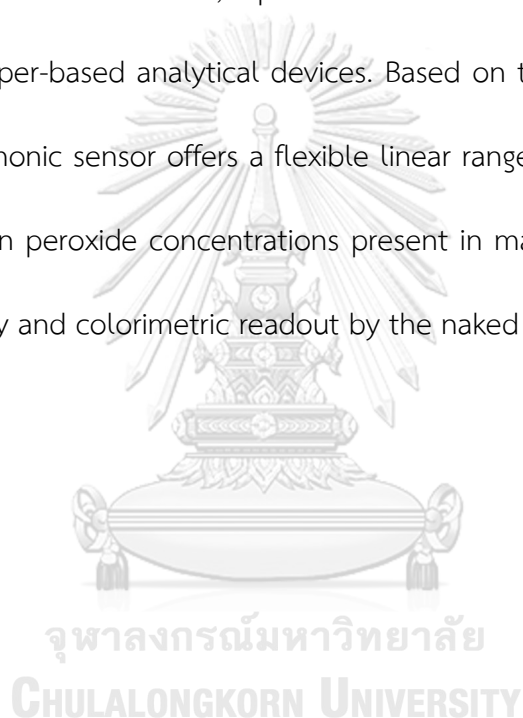 per-based analytical devices. Based on t
nonic sensor offers a flexible linear range
n peroxide concentrations present in ma
y and colorimetric readout by the naked
จุฬาลงกรณ์มหาวิทยาลัย
CHULALONGKORN UNIVERSITY